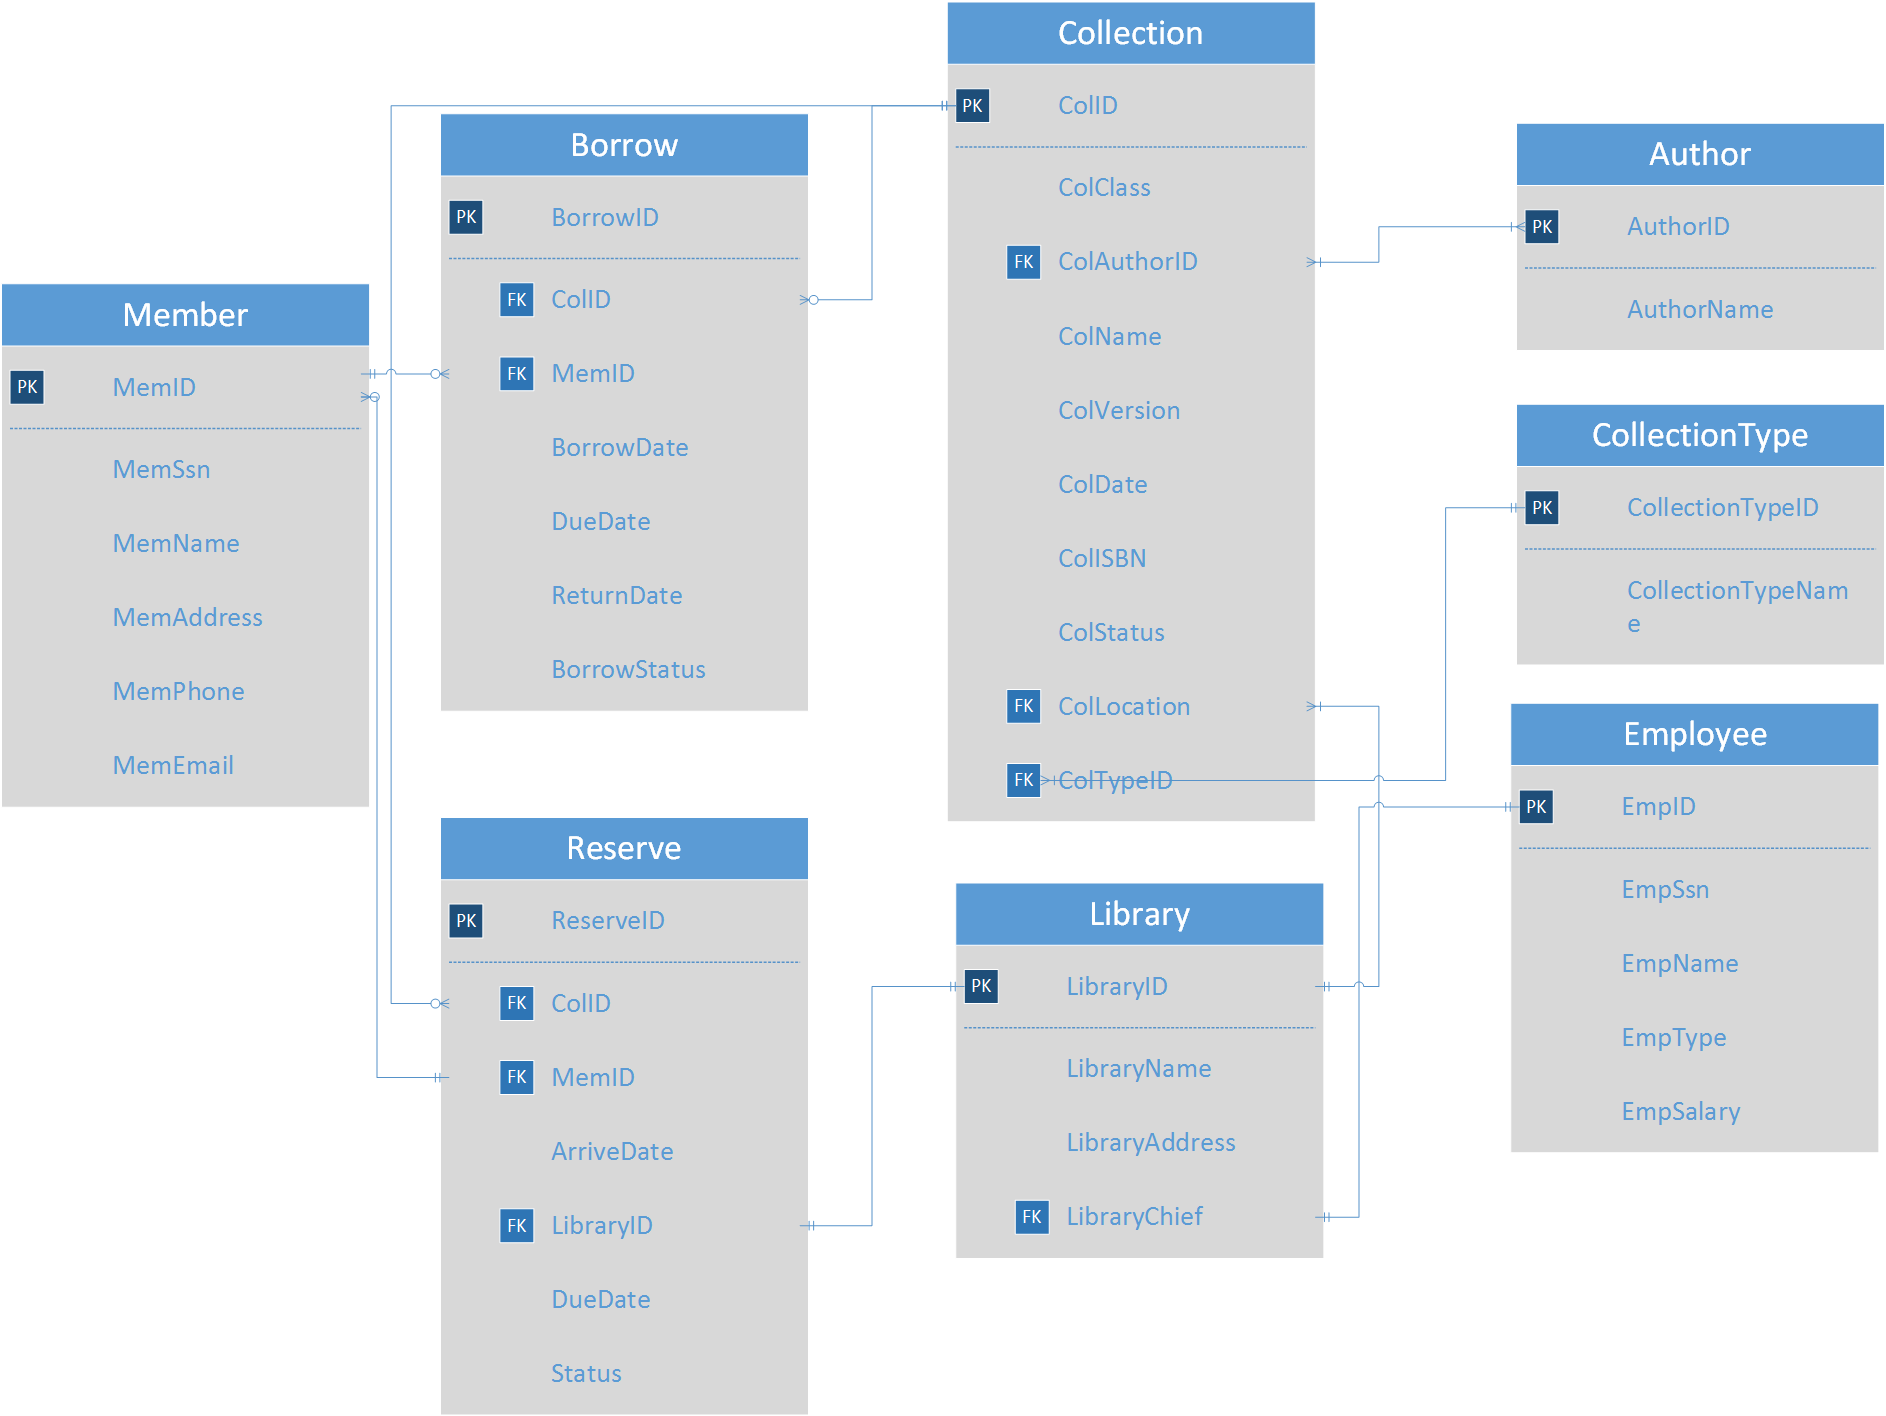 Member
PK MemID
MemSsn
MemName
MemAddress
MemPhone
MemEmail
Borrow
PK BorrowID
FK ColID
FK MemID
BorrowDate
DueDate
ReturnDate
BorrowStatus
Reserve
PK ReserveID
FK ColID
FK MemID
ArriveDate
FK LibraryID
DueDate
Status
Collection
PK ColID
ColClass
FK ColAuthorID
ColName
ColVersion
ColDate
ColISBN
ColStatus
FK ColLocation
FK ColTypeID
Library
PK LibraryID
LibraryName
LibraryAddress
FK LibraryChief
Author
PK AuthorID
AuthorName
CollectionType
PK CollectionTypeID
CollectionTypeNam
e
Employee
PK EmpID
EmpSsn
EmpName
EmpType
EmpSalary